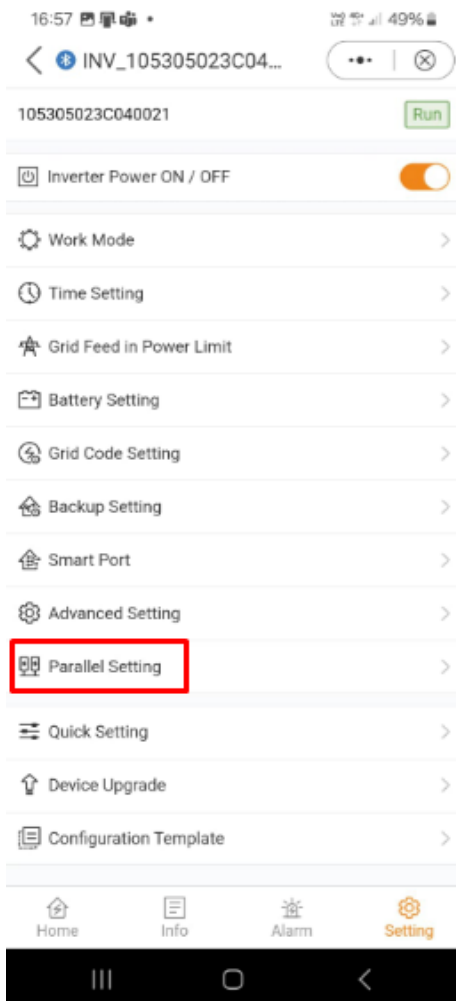 16:57
49%
INV_105305023C04...
105305023C040021
Run
Inverter Power ON / OFF
Work Mode
Time Setting
Grid Feed in Power Limit
Battery Setting
Grid Code Setting
Backup Setting
Smart Port
Advanced Setting
Parallel Setting
Quick Setting
Device Upgrade
Configuration Template
Home
Info
Alarm
Setting